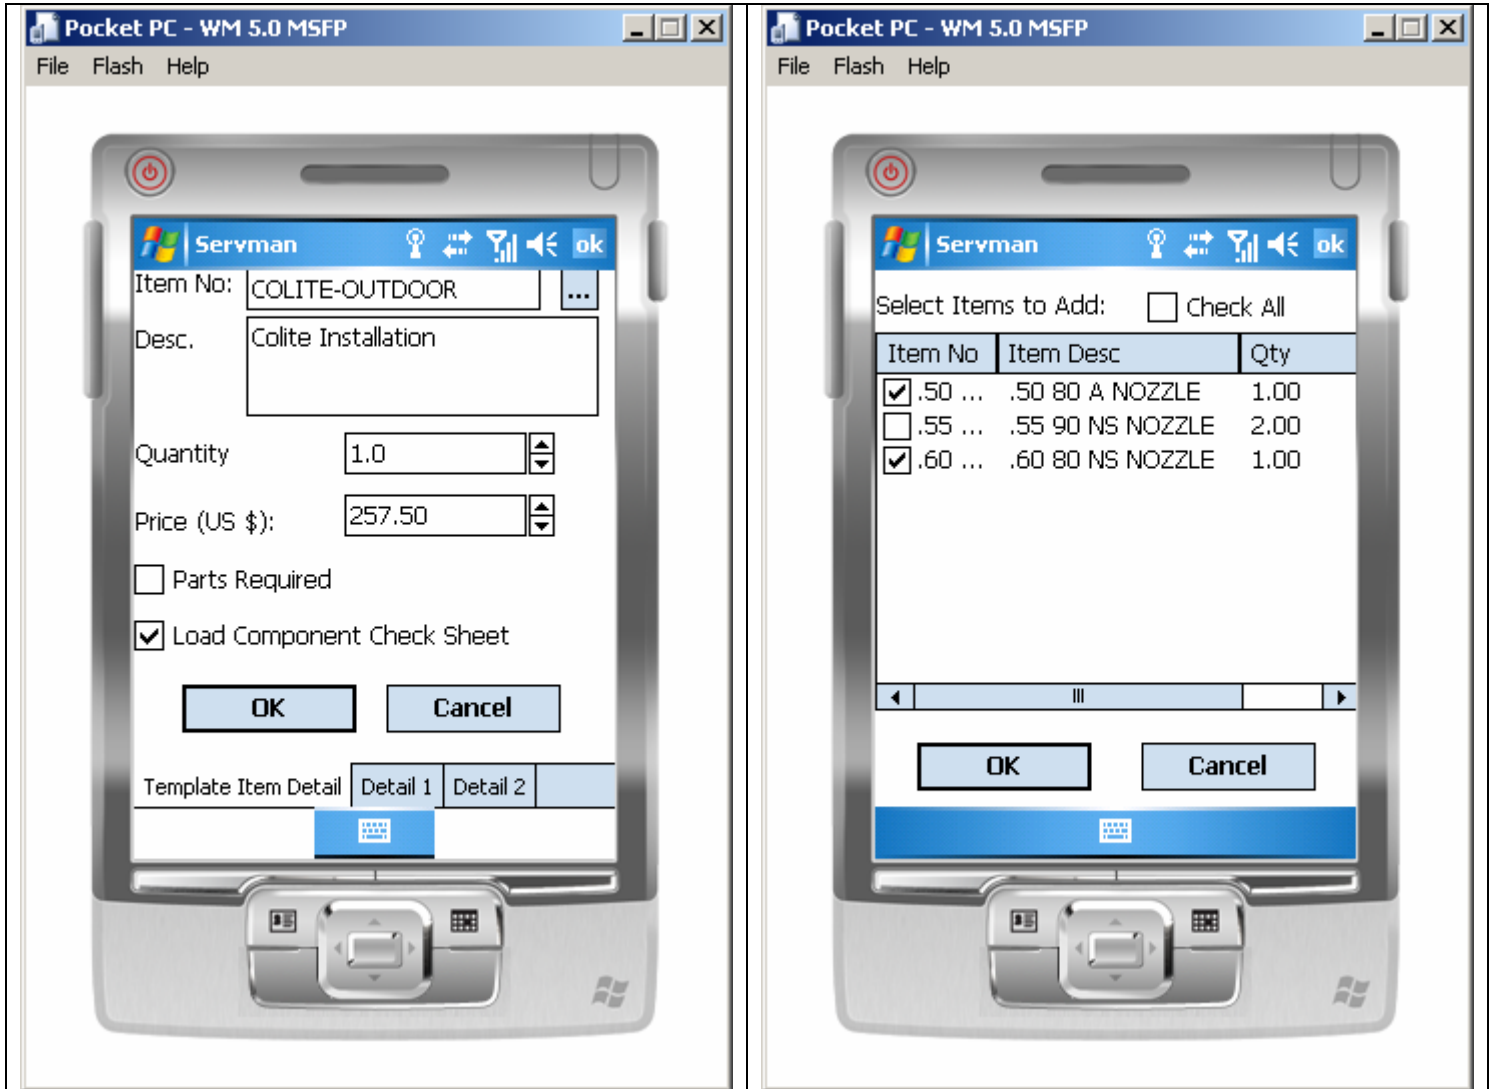 Pocket PC - WM 5.0 MSFP
File Flash Help
Servman ok
Item No: COLITE-OUTDOOR ...
Desc. Colite Installation
Quantity 1.0
Price (US $): 257.50
Parts Required
Load Component Check Sheet
OK Cancel
Template Item Detail Detail 1 Detail 2
Pocket PC - WM 5.0 MSFP
File Flash Help
Servman ok
Select Items to Add: Check All
Item No Item Desc Qty
.50 ... .50 80 A NOZZLE 1.00
.55 ... .55 90 NS NOZZLE 2.00
.60 ... .60 80 NS NOZZLE 1.00
OK Cancel